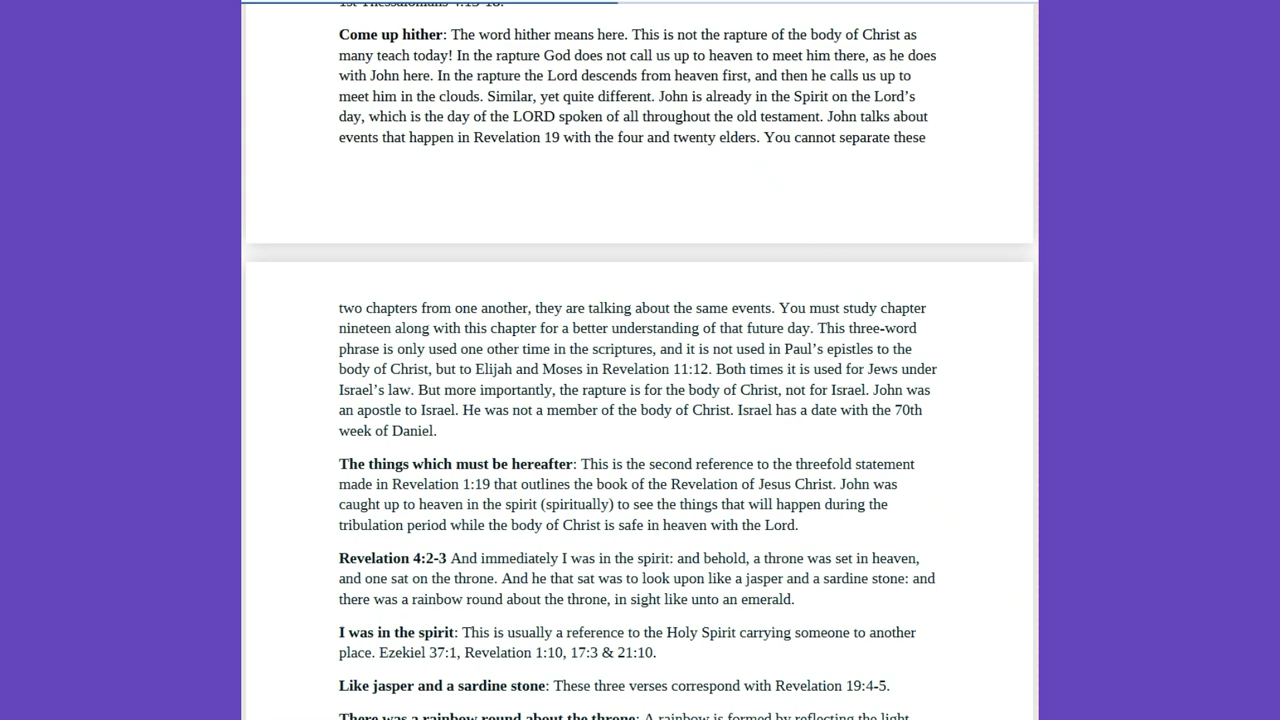 1st Thessalonians 4:13-18.
Come up hither: The word hither means here. This is not the rapture of the body of Christ as
many teach today! In the rapture God does not call us up to heaven to meet him there, as he does
with John here. In the rapture the Lord descends from heaven first, and then he calls us up to
meet him in the clouds. Similar, yet quite different. John is already in the Spirit on the Lord’s
day, which is the day of the LORD spoken of all throughout the old testament. John talks about
events that happen in Revelation 19 with the four and twenty elders. You cannot separate these
two chapters from one another, they are talking about the same events. You must study chapter
nineteen along with this chapter for a better understanding of that future day. This three-word
phrase is only used one other time in the scriptures, and it is not used in Paul’s epistles to the
body of Christ, but to Elijah and Moses in Revelation 11:12. Both times it is used for Jews under
Israel’s law. But more importantly, the rapture is for the body of Christ, not for Israel. John was
an apostle to Israel. He was not a member of the body of Christ. Israel has a date with the 70th
week of Daniel.
The things which must be hereafter: This is the second reference to the threefold statement
made in Revelation 1:19 that outlines the book of the Revelation of Jesus Christ. John was
caught up to heaven in the spirit (spiritually) to see the things that will happen during the
tribulation period while the body of Christ is safe in heaven with the Lord.
Revelation 4:2-3 And immediately I was in the spirit: and behold, a throne was set in heaven,
and one sat on the throne. And he that sat was to look upon like a jasper and a sardine stone: and
there was a rainbow round about the throne, in sight like unto an emerald.
I was in the spirit: This is usually a reference to the Holy Spirit carrying someone to another
place. Ezekiel 37:1, Revelation 1:10, 17:3 & 21:10.
Like jasper and a sardine stone: These three verses correspond with Revelation 19:4-5.
There was a rainbow round about the throne: A rainbow is formed by reflecting the light